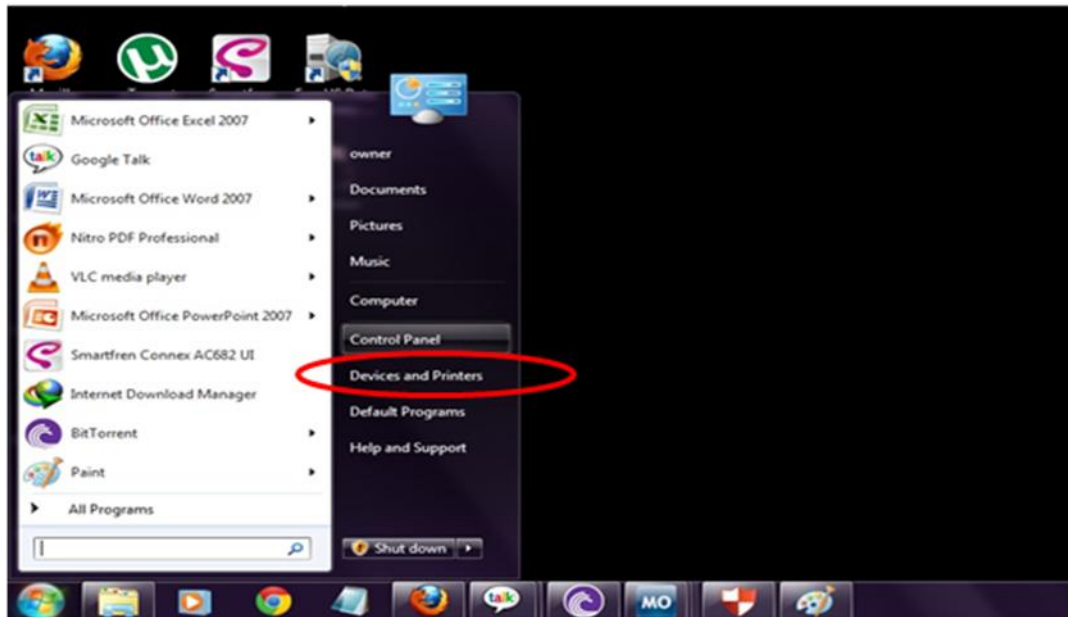 Microsoft Office Excel 2007
talk
Google Talk
Microsoft Office Word 2007
Nitro PDF Professional
VLC media player
Microsoft Office PowerPoint 2007
Smartfren Connex AC682 UI
Internet Download Manager
BitTorrent
Paint
All Programs
owner
Documents
Pictures
Music
Computer
Control Panel
Devices and Printers
Default Programs
Help and Support
Shut down
talk
MO